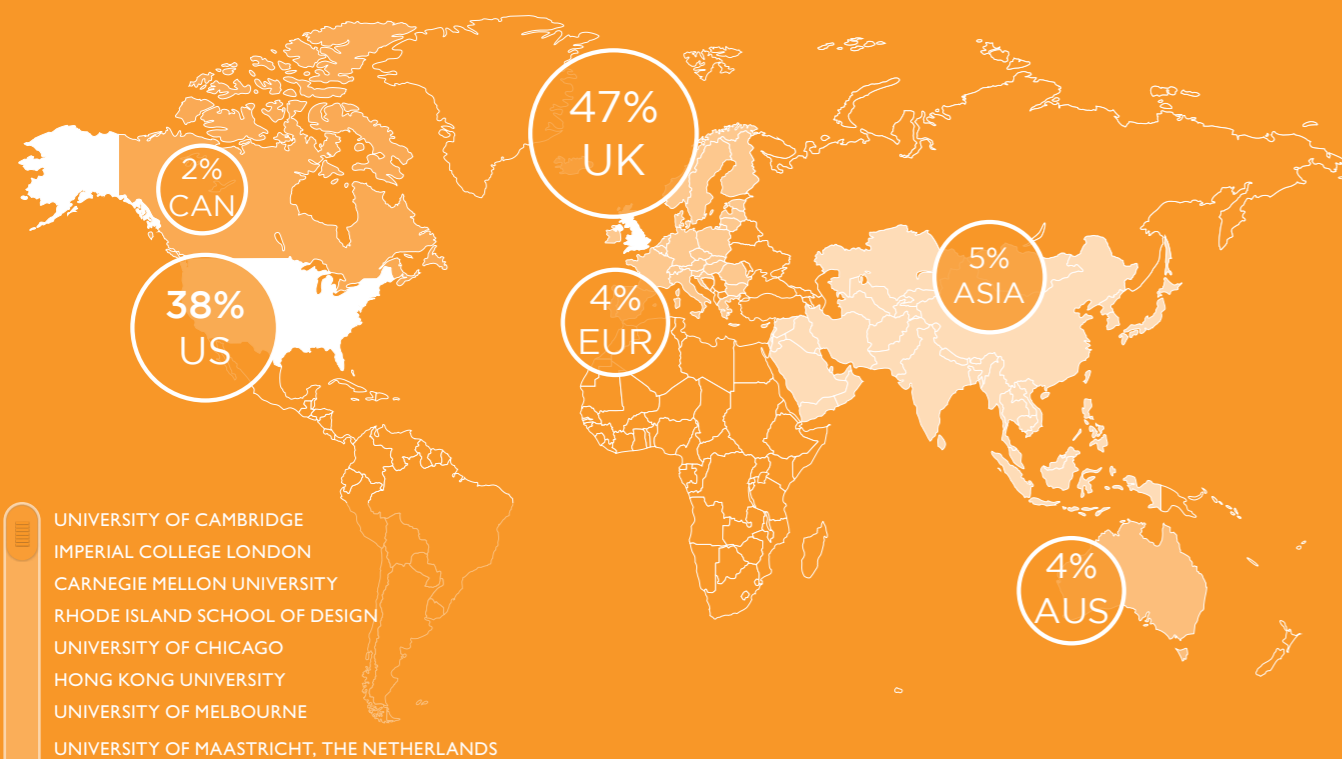 47%
UK
2%
CAN
38%
US
4%
EUR
5%
ASIA
4%
AUS
UNIVERSITY OF CAMBRIDGE
IMPERIAL COLLEGE LONDON
CARNEGIE MELLON UNIVERSITY
RHODE ISLAND SCHOOL OF DESIGN
UNIVERSITY OF CHICAGO
HONG KONG UNIVERSITY
UNIVERSITY OF MELBOURNE
UNIVERSITY OF MAASTRICHT, THE NETHERLANDS